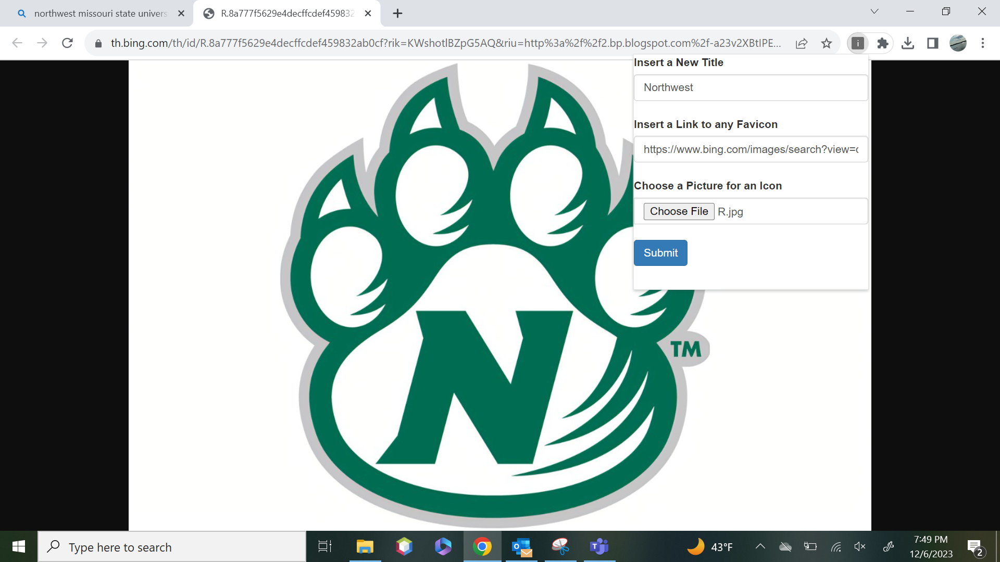 northwest missouri state univers
R.8a777f5629e4decffcdef459832
th.bing.com/th/id/R.8a777f5629e4decffcdef459832ab0cf?rik=KWshotlBZpG5AQ&riu=http%3a%2f%2f2.bp.blogspot.com%2f-a23v2XBtIPE...
Insert a New Title
Northwest
Insert a Link to any Favicon
https://www.bing.com/images/search?view=
Choose a Picture for an Icon
Choose File R.jpg
Submit
N
TM
Type here to search
43°F
7:49 PM
12/6/2023
2